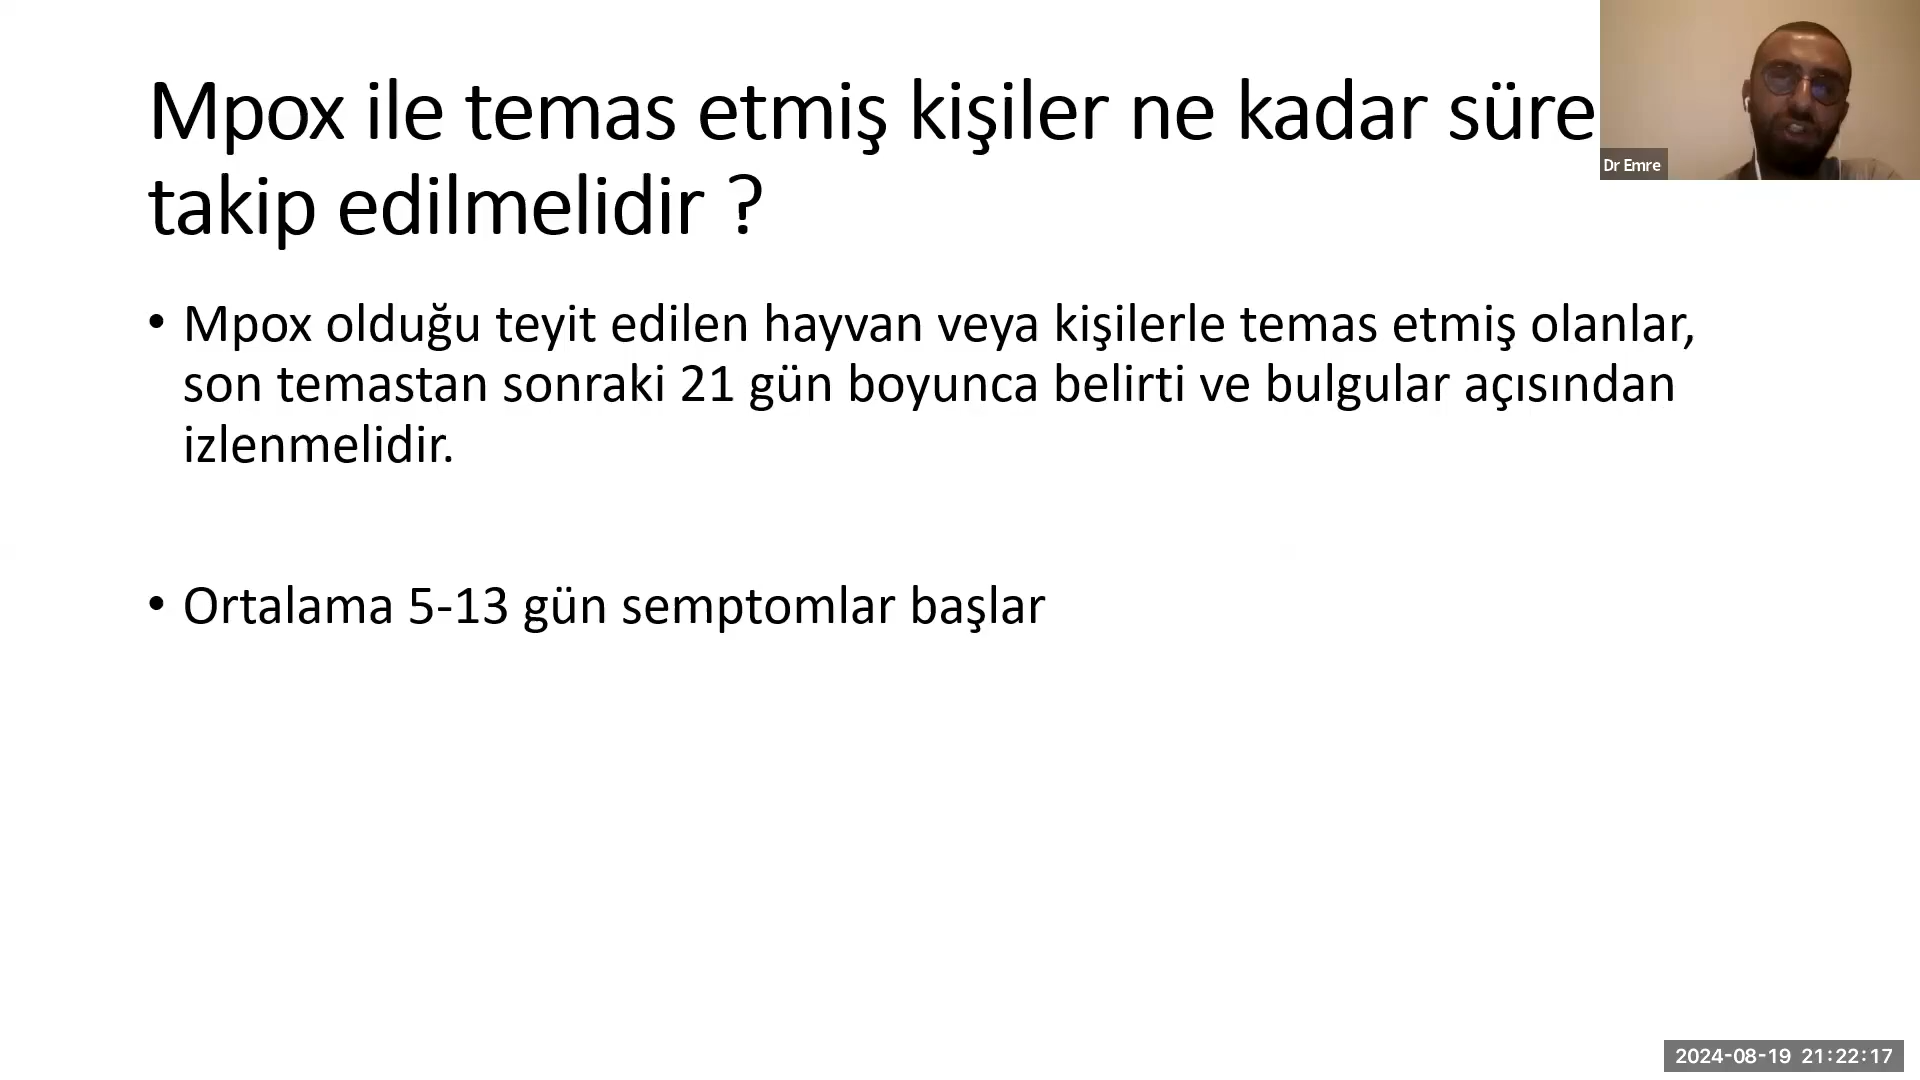 Mpox ile temas etmiş kişiler ne kadar süre
takip edilmelidir ?
Dr Emre
• Mpox olduğu teyit edilen hayvan veya kişilerle temas etmiş olanlar,
son temastan sonraki 21 gün boyunca belirti ve bulgular açısından
izlenmelidir.
• Ortalama 5-13 gün semptomlar başlar
2024-08-19 21:22:17